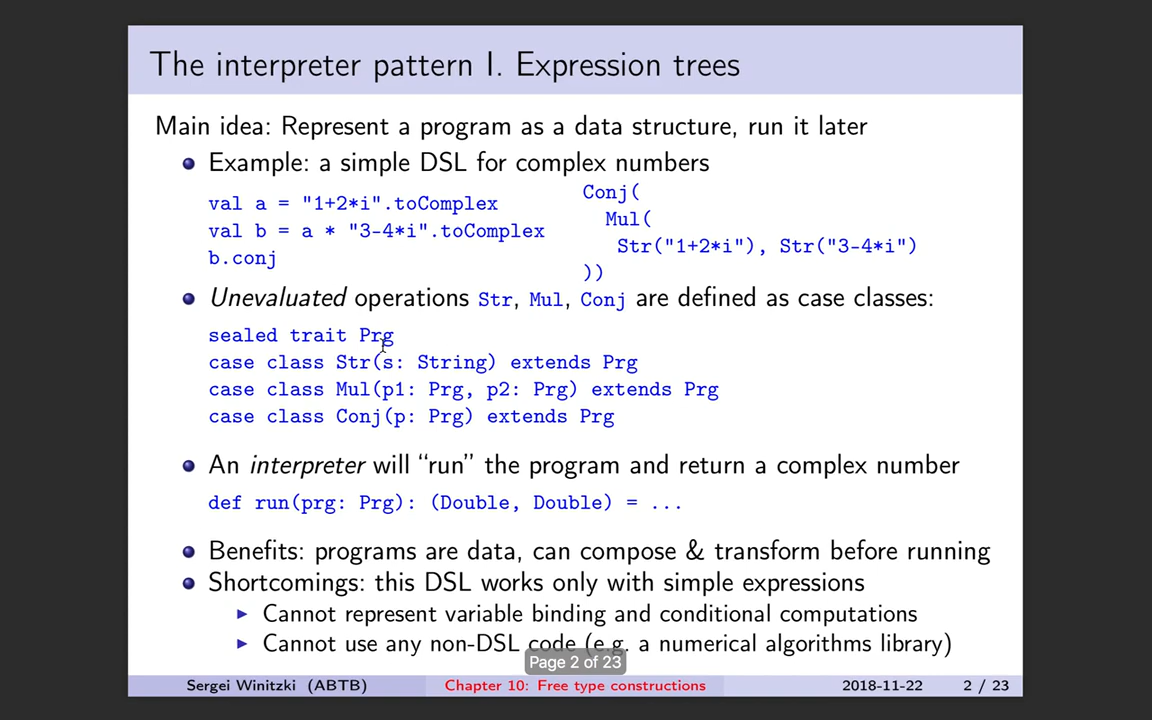 The interpreter pattern I. Expression trees
Main idea: Represent a program as a data structure, run it later
Example: a simple DSL for complex numbers
val a = "1+2*i".toComplex
val b = a * "3-4*i".toComplex
b.conj
Conj(
Mul(
Str("1+2*i"), Str("3-4*i")
))
Unevaluated operations Str, Mul, Conj are defined as case classes:
sealed trait Prg
case class Str(s: String) extends Prg
case class Mul(p1: Prg, p2: Prg) extends Prg
case class Conj(p: Prg) extends Prg
An interpreter will “run” the program and return a complex number
def run(prg: Prg): (Double, Double) = ...
Benefits: programs are data, can compose & transform before running
Shortcomings: this DSL works only with simple expressions
Cannot represent variable binding and conditional computations
Cannot use any non-DSL code (e.g. a numerical algorithms library)
Page 2 of 23
Sergei Winitzki (ABTB) Chapter 10: Free type constructions 2018-11-22 2 / 23